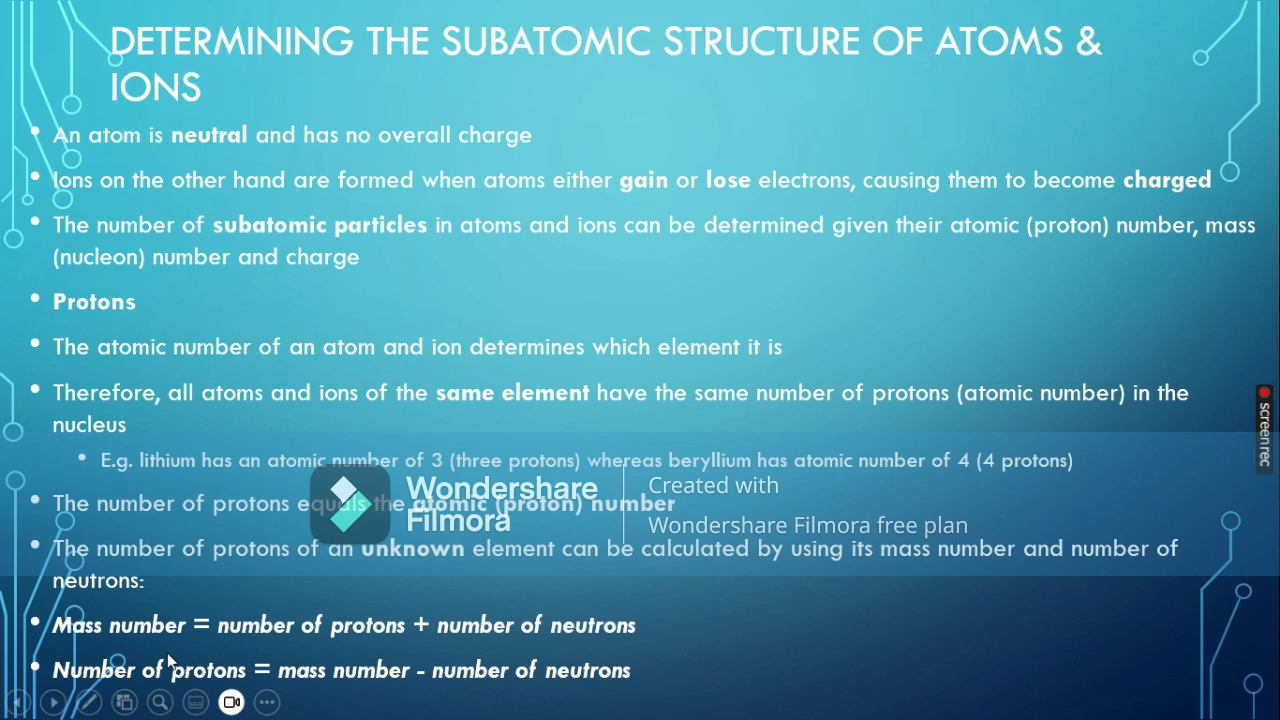 DETERMINING THE SUBATOMIC STRUCTURE OF ATOMS &
IONS
• An atom is neutral and has no overall charge
• Ions on the other hand are formed when atoms either gain or lose electrons, causing them to become charged
• The number of subatomic particles in atoms and ions can be determined given their atomic (proton) number, mass
(nucleon) number and charge
• Protons
• The atomic number of an atom and ion determines which element it is
• Therefore, all atoms and ions of the same element have the same number of protons (atomic number) in the
nucleus
• E.g. lithium has an atomic number of 3 (three protons) whereas beryllium has atomic number of 4 (4 protons)
• The number of protons equals the atomic (proton) number
• The number of protons of an unknown element can be calculated by using its mass number and number of
neutrons:
• Mass number = number of protons + number of neutrons
• Number of protons = mass number - number of neutrons
Wondershare
Filmora
Created with
Wondershare Filmora free plan
screenrec